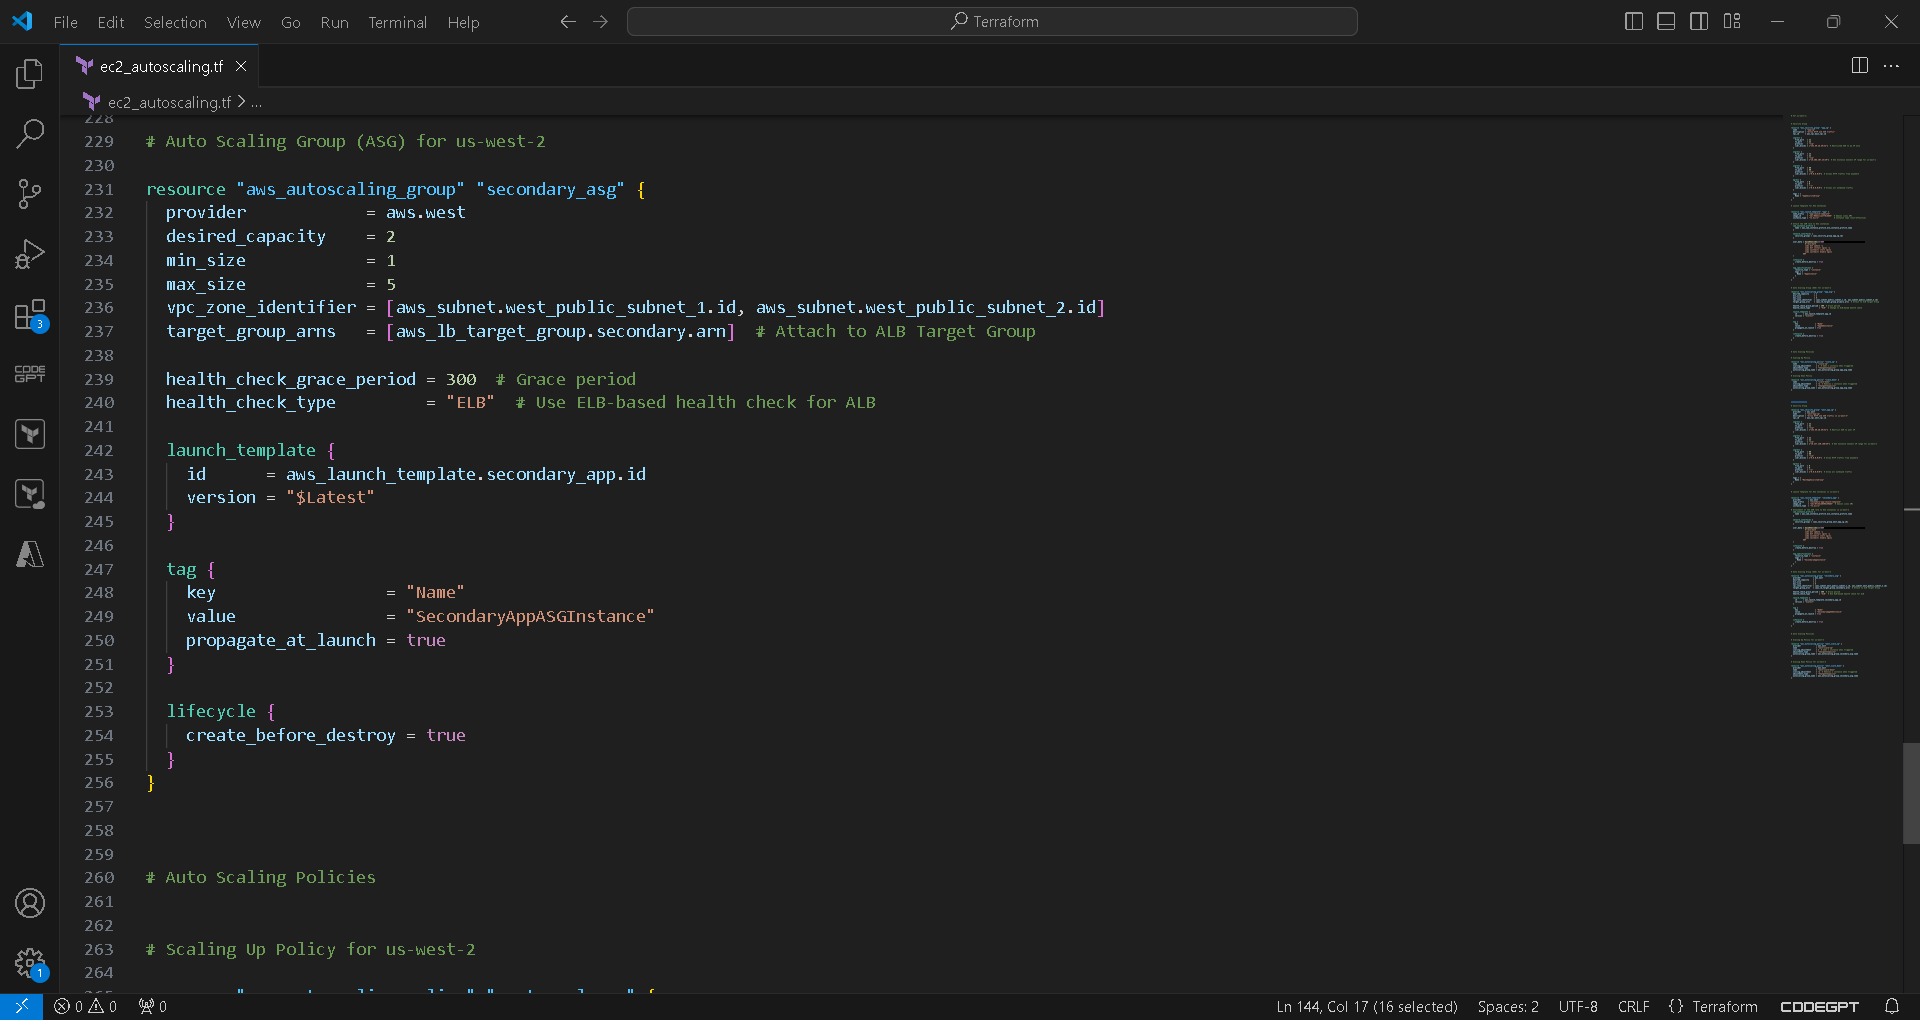 File Edit Selection View Go Run Terminal Help Terraform
ec2_autoscaling.tf
ec2_autoscaling.tf > ...
228
229 # Auto Scaling Group (ASG) for us-west-2
230
231 resource "aws_autoscaling_group" "secondary_asg" {
232 provider = aws.west
233 desired_capacity = 2
234 min_size = 1
235 max_size = 5
236 vpc_zone_identifier = [aws_subnet.west_public_subnet_1.id, aws_subnet.west_public_subnet_2.id]
237 target_group_arns = [aws_lb_target_group.secondary.arn] # Attach to ALB Target Group
238
239 health_check_grace_period = 300 # Grace period
240 health_check_type = "ELB" # Use ELB-based health check for ALB
241
242 launch_template {
243 id = aws_launch_template.secondary_app.id
244 version = "$Latest"
245 }
246
247 tag {
248 key = "Name"
249 value = "SecondaryAppASGInstance"
250 propagate_at_launch = true
251 }
252
253 lifecycle {
254 create_before_destroy = true
255 }
256 }
257
258
259
260 # Auto Scaling Policies
261
262
263 # Scaling Up Policy for us-west-2
264
3
CODE GPT
1
0 0 0 Ln 144, Col 17 (16 selected) Spaces: 2 UTF-8 CRLF {} Terraform CODEGPT